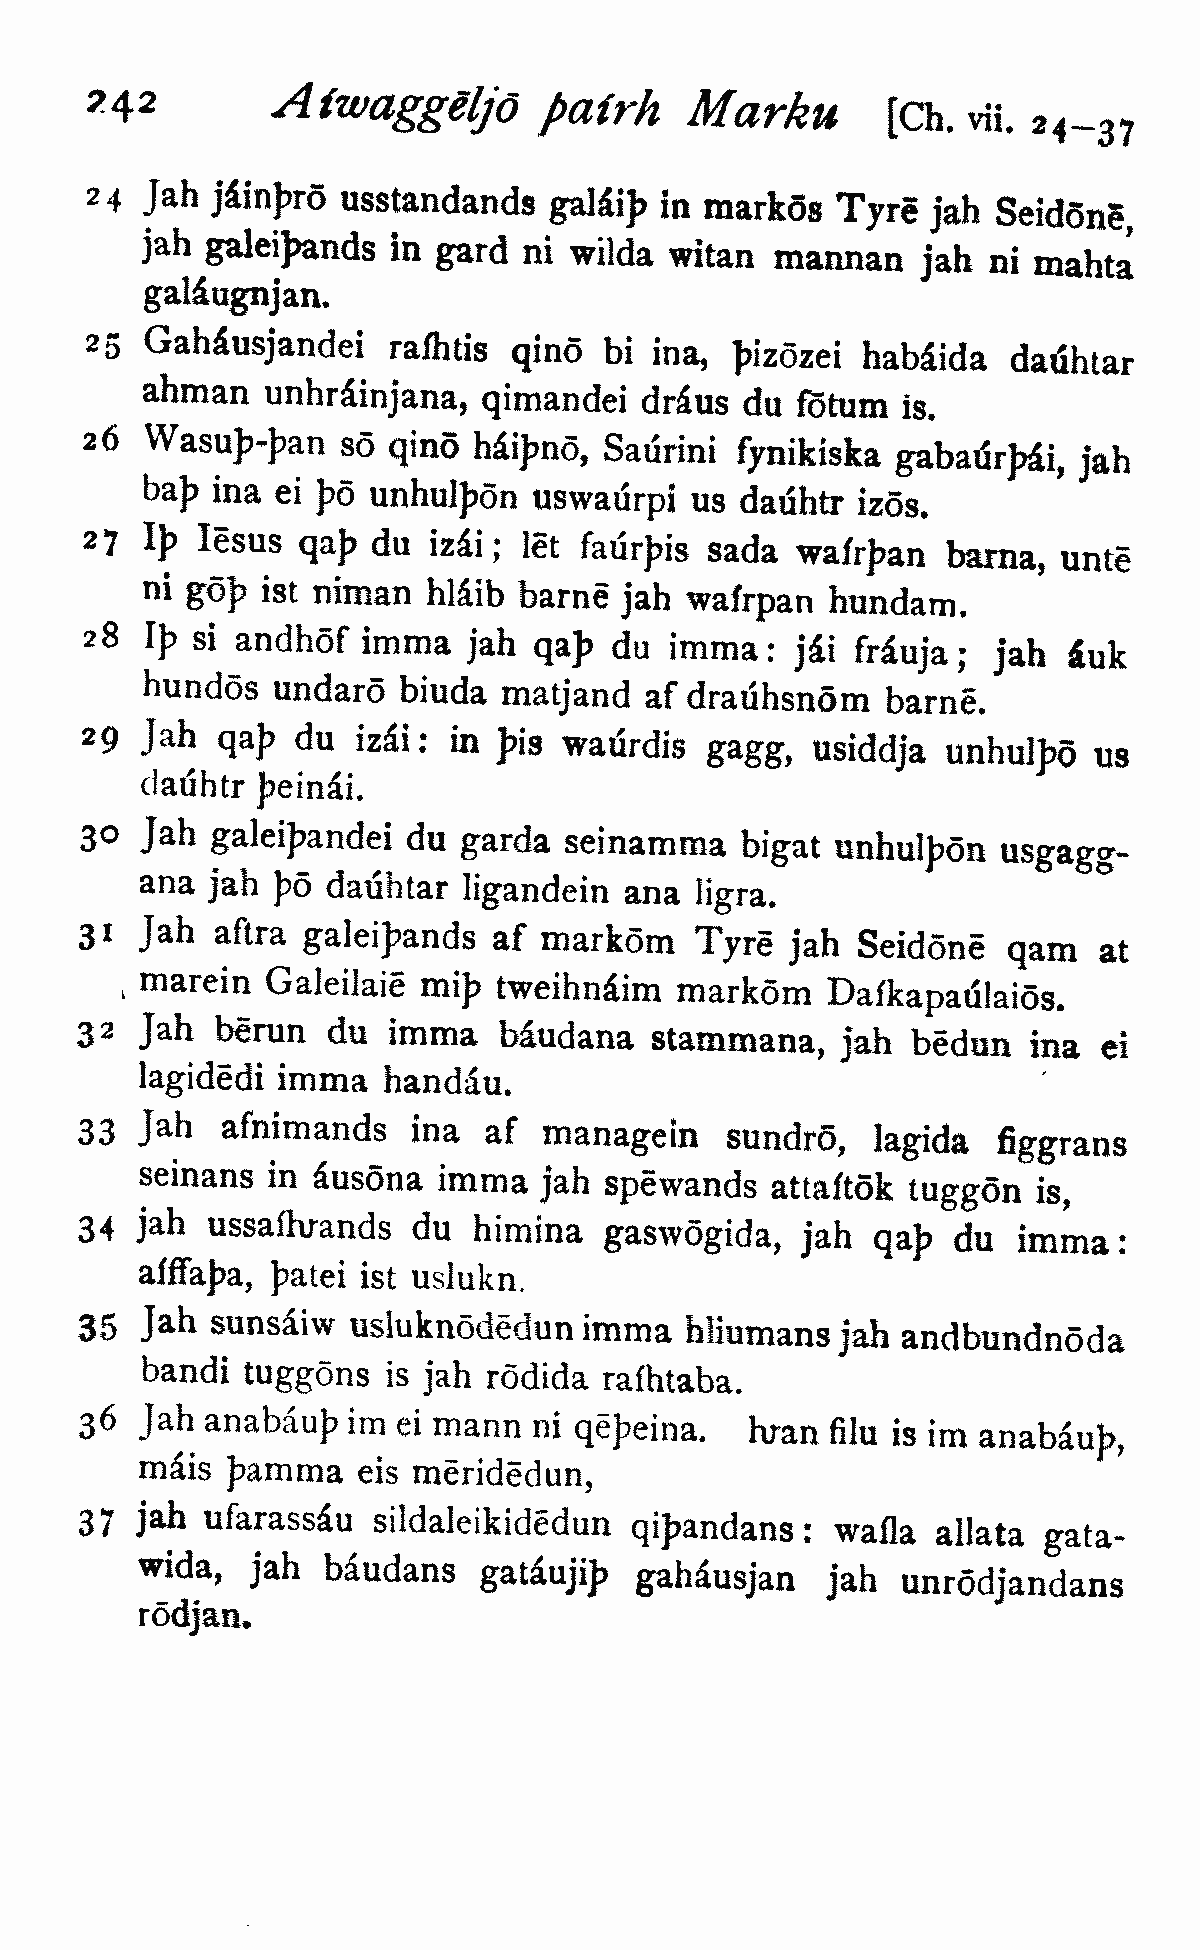 242 Aíwaggēljō þaírh Marku [Ch. vii. 24–37
24 Jah jáinþrō usstandands galáiþ in markōs Tyrē jah Seidōnē,
jah galeiþands in gard ni wilda witan mannan jah ni mahta
galáugnjan.
25 Gaháusjandei raíhtis qinō bi ina, þizōzei habáida daúhtar
ahman unhráinjana, qimandei dráus du fōtum is.
26 Wasuþ-þan sō qinō háiþnō, Saúrini fynikiska gabaúrþái, jah
baþ ina ei þō unhulþōn uswaúrpi us daúhtr izōs.
27 Iþ Iēsus qaþ du izái; lēt faúrþis sada waírþan barna, untē
ni gōþ ist niman hláib barnē jah waírpan hundam.
28 Iþ si andhōf imma jah qaþ du imma: jái fráuja; jah áuk
hundōs undarō biuda matjand af draúhsnōm barnē.
29 Jah qaþ du izái: in þis waúrdis gagg, usiddja unhulþō us
daúhtr þeinái.
30 Jah galeiþandei du garda seinamma bigat unhulþōn usgagg-
ana jah þō daúhtar ligandein ana ligra.
31 Jah aftra galeiþands af markōm Tyrē jah Seidōnē qam at
marein Galeilaiē miþ tweihnáim markōm Daíkapaúlaiōs.
32 Jah bērun du imma báudana stammana, jah bēdun ina ei
lagidēdi imma handáu.
33 Jah afnimands ina af managein sundrō, lagida figgrans
seinans in áusōna imma jah spēwands attaítōk tuggōn is,
34 jah ussaíƕands du himina gaswōgida, jah qaþ du imma:
aíffaþa, þatei ist uslukn.
35 Jah sunsáiw usluknōdēdun imma hliumans jah andbundnōda
bandi tuggōns is jah rōdida raíhtaba.
36 Jah anabáuþ im ei mann ni qēþeina. ƕan filu is im anabáuþ,
máis þamma eis mēridēdun,
37 jah ufarassáu sildaleikidēdun qiþandans: waíla allata gata-
wida, jah báudans gatáujiþ gaháusjan jah unrōdjandans
rōdjan.